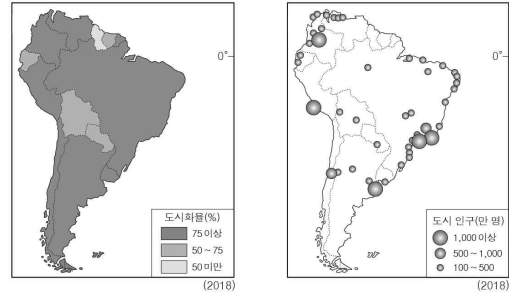 0°
도시화율(%)
75 이상
50 ~ 75
50 미만
(2018)
0°
도시 인구(만 명)
1,000 이상
500 ~ 1,000
100 ~ 500
(2018)